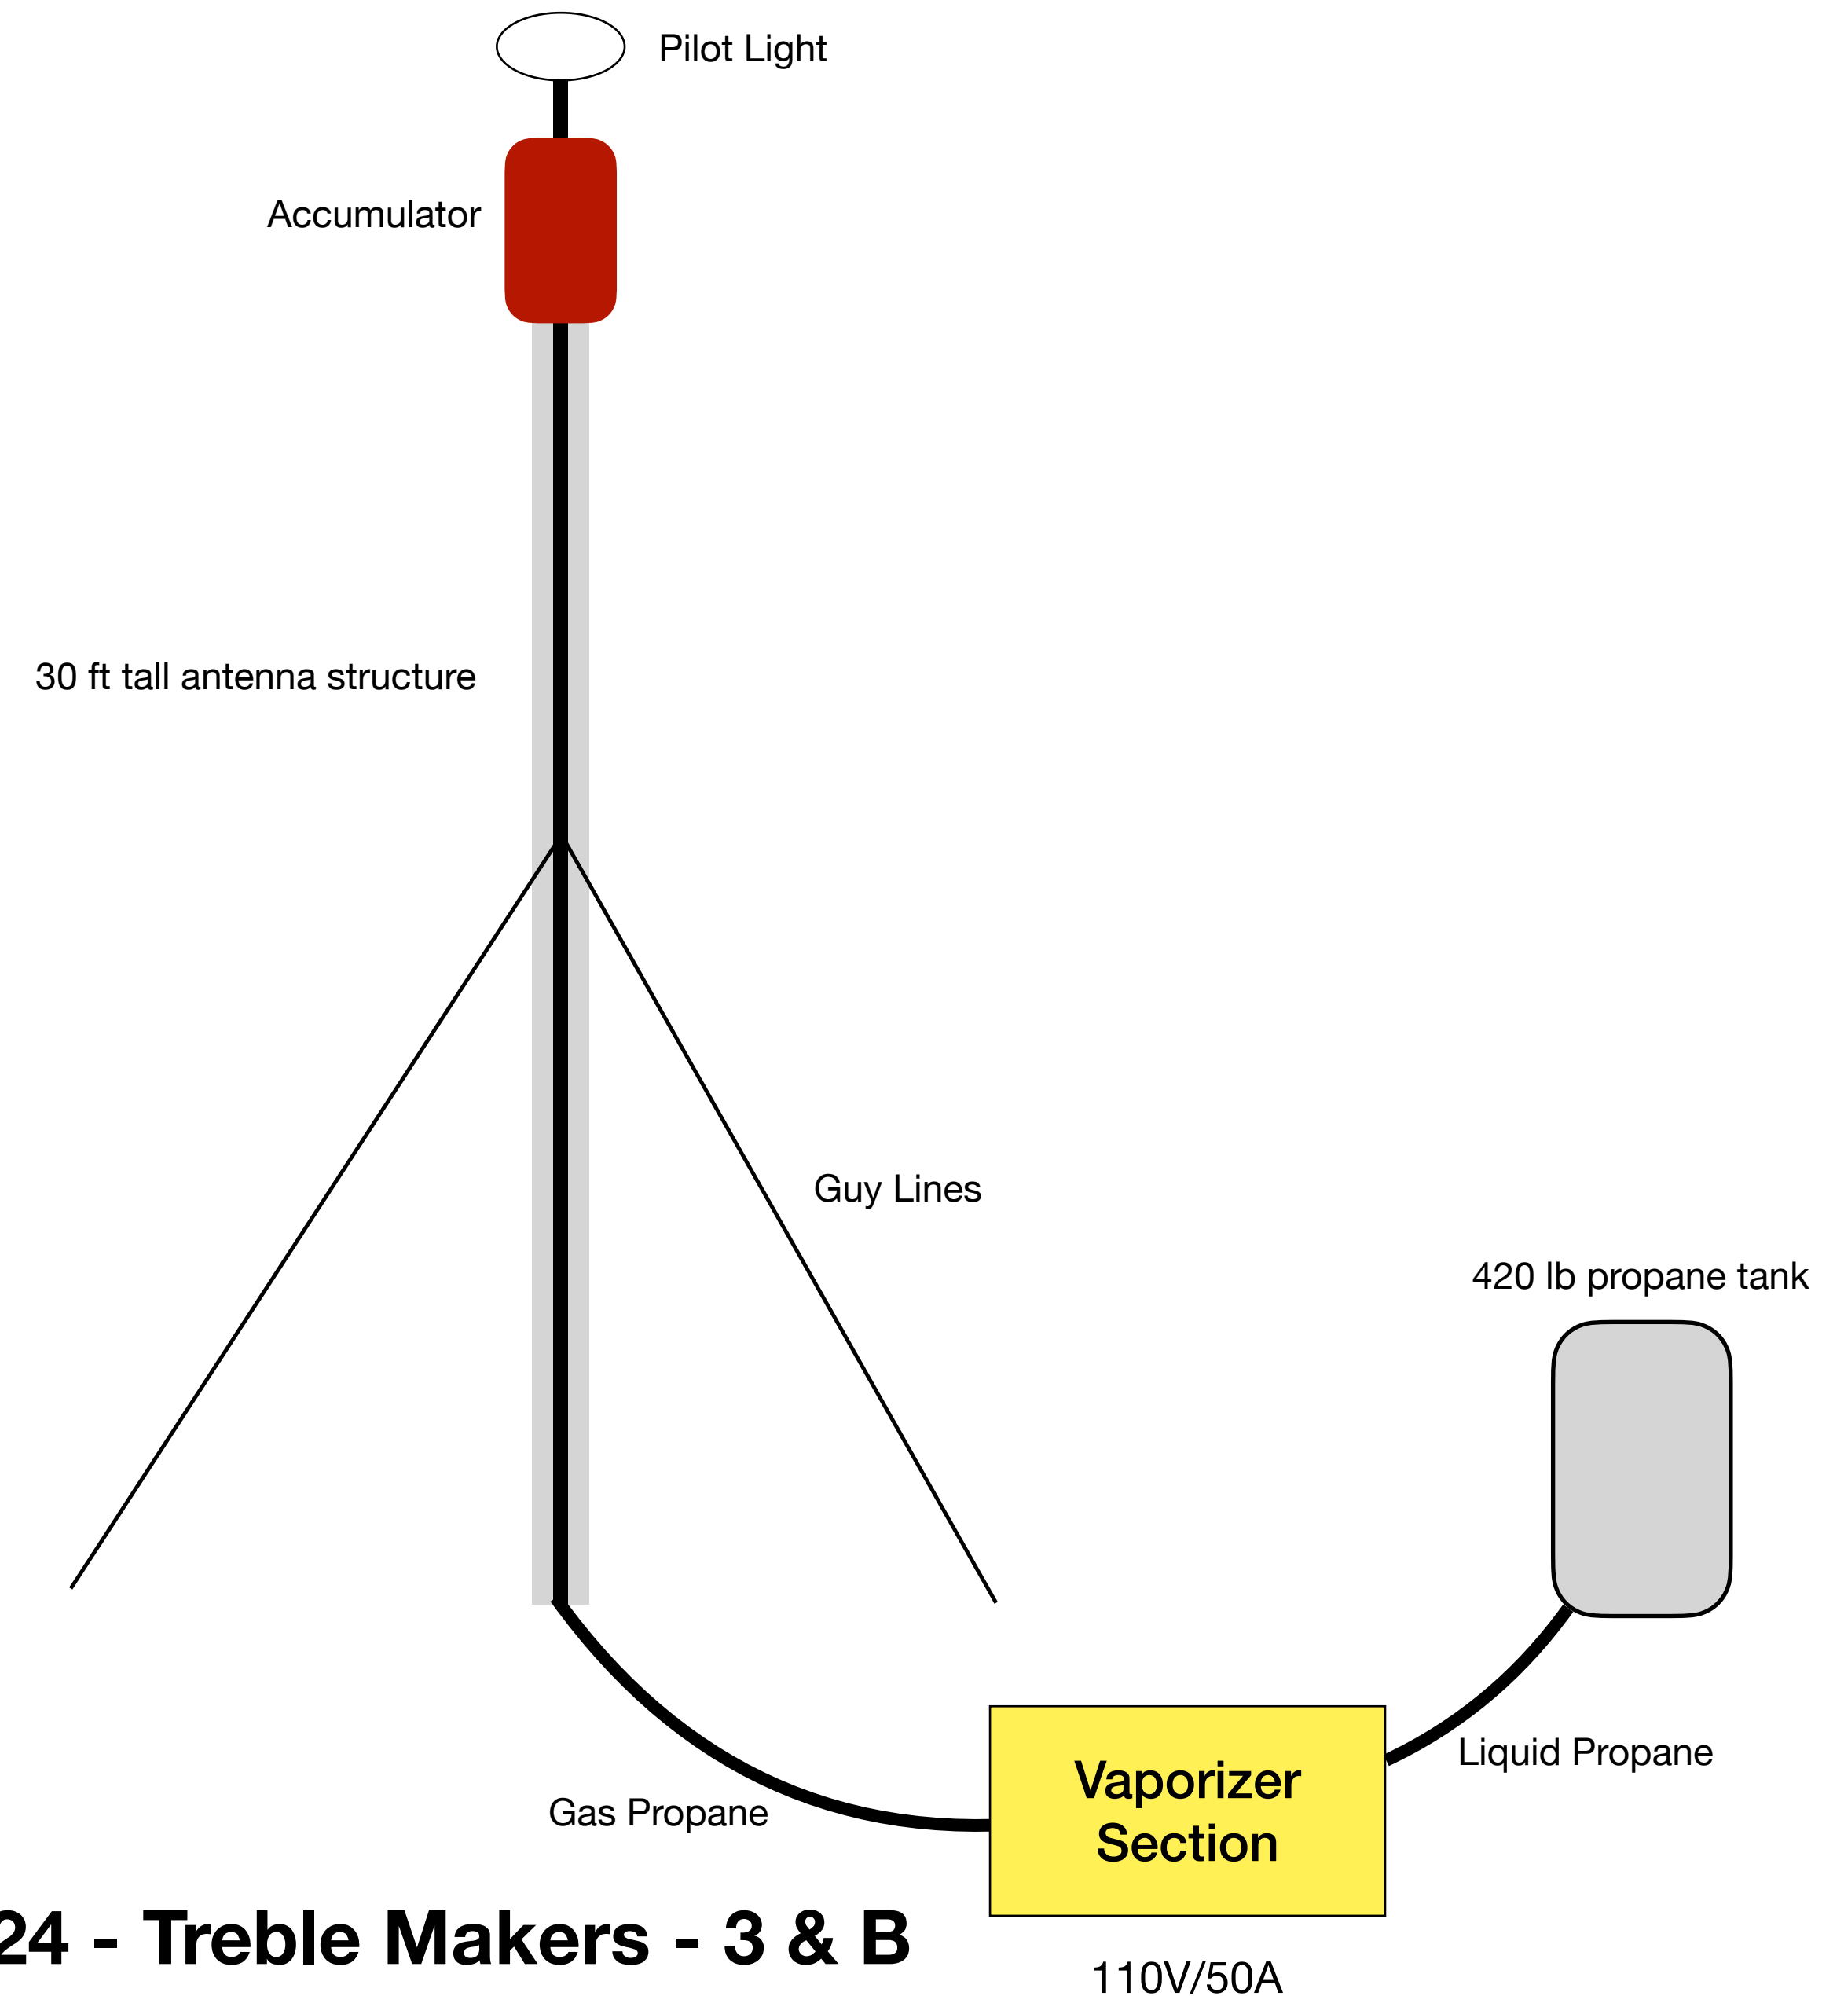 Pilot Light
Accumulator
30 ft tall antenna structure
Guy Lines
420 lb propane tank
Liquid Propane
Vaporizer
Section
Gas Propane
24 - Treble Makers - 3 & B
110V/50A